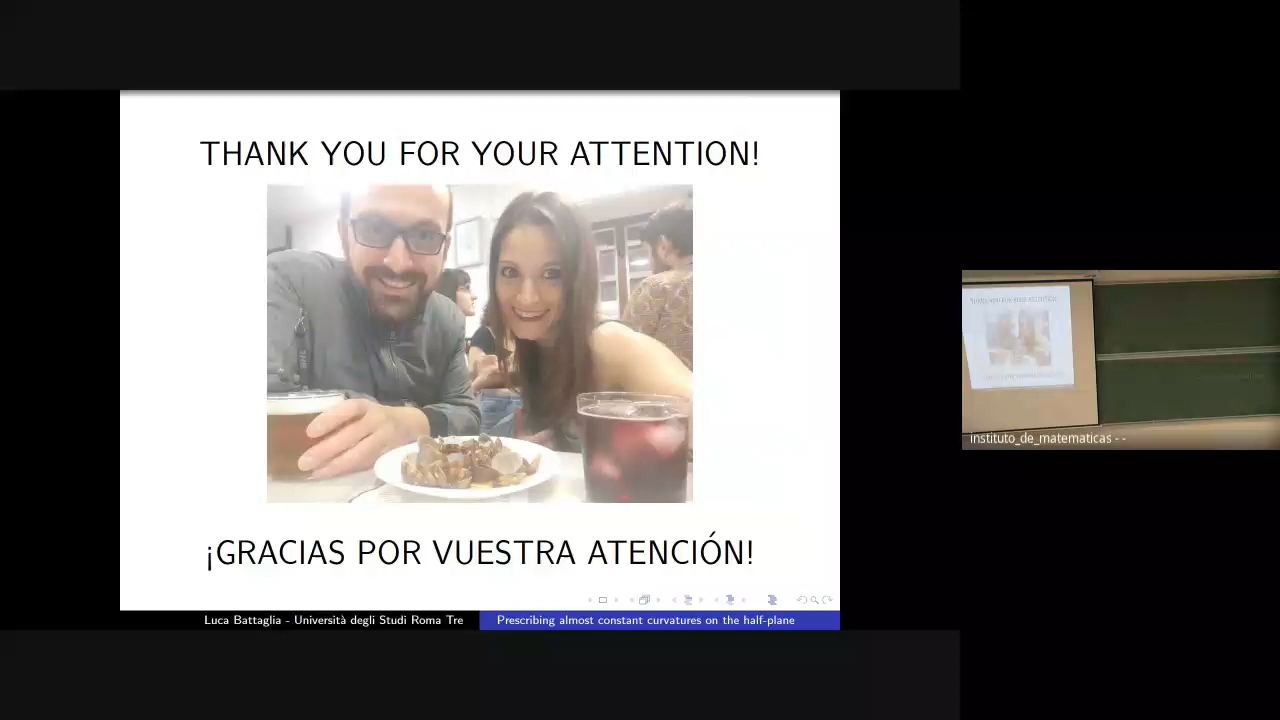 THANK YOU FOR YOUR ATTENTION!
¡GRACIAS POR VUESTRA ATENCIÓN!
Luca Battaglia - Università degli Studi Roma Tre
Prescribing almost constant curvatures on the half-plane
instituto_de_matematicas - -